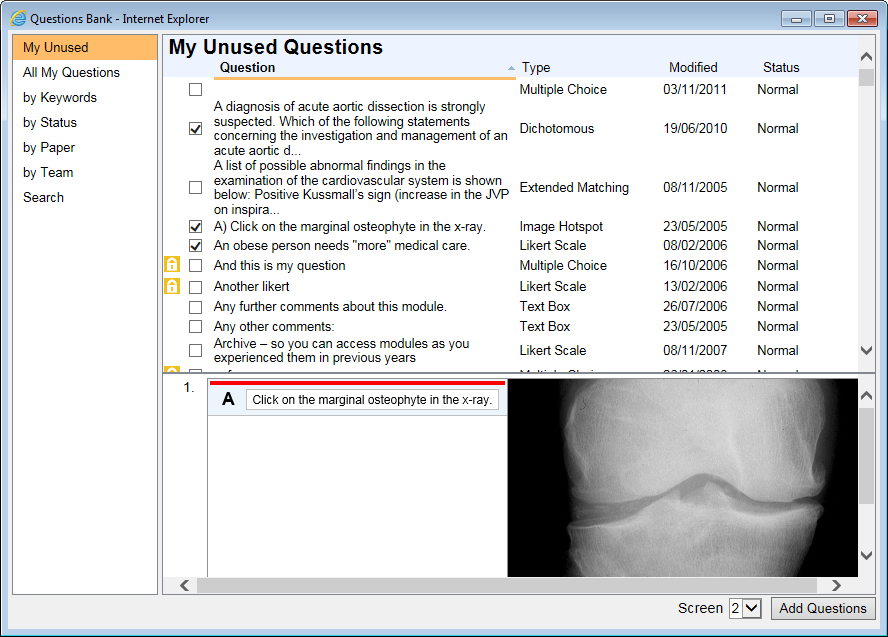 Questions Bank - Internet Explorer
My Unused
All My Questions
by Keywords
by Status
by Paper
by Team
Search
My Unused Questions
Question Type Modified Status
Multiple Choice 03/11/2011 Normal
A diagnosis of acute aortic dissection is strongly
suspected. Which of the following statements
concerning the investigation and management of an
acute aortic d...
Dichotomous 19/06/2010 Normal
A list of possible abnormal findings in the
examination of the cardiovascular system is shown
below: Positive Kussmall's sign (increase in the JVP
on inspira...
Extended Matching 08/11/2005 Normal
A) Click on the marginal osteophyte in the x-ray. Image Hotspot 23/05/2005 Normal
An obese person needs "more" medical care. Likert Scale 08/02/2006 Normal
And this is my question Multiple Choice 16/10/2006 Normal
Another likert Likert Scale 13/02/2006 Normal
Any further comments about this module. Text Box 26/07/2006 Normal
Any other comments: Text Box 23/05/2005 Normal
Archive – so you can access modules as you
experienced them in previous years
Likert Scale 08/11/2007 Normal
1.
A Click on the marginal osteophyte in the x-ray.
Screen 2 Add Questions